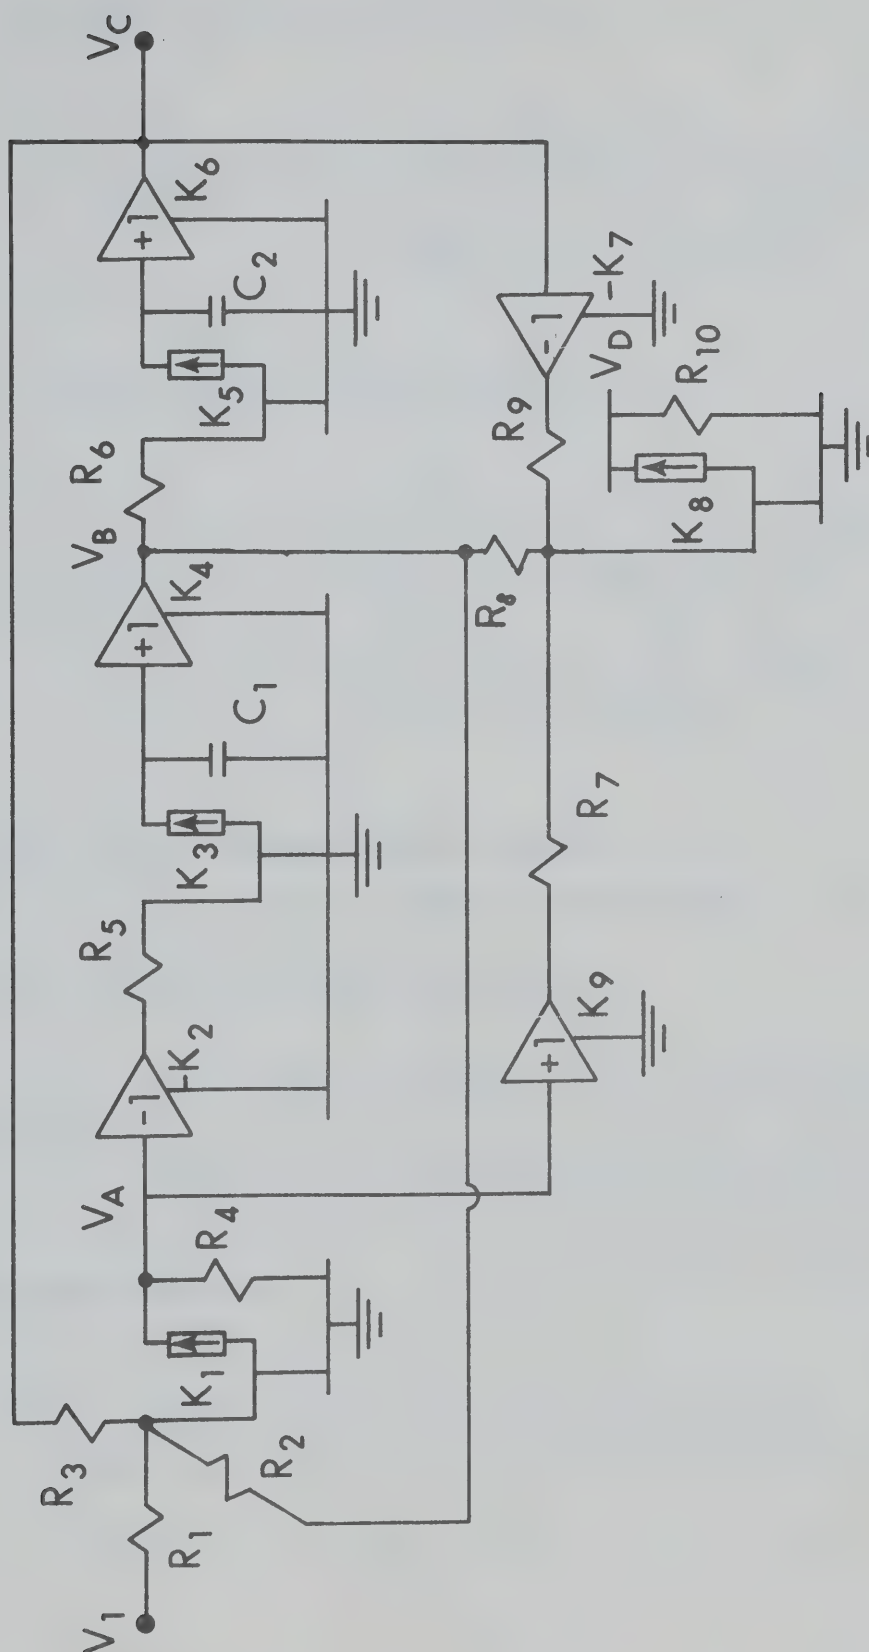 V1
R1
R3
R2
K1
R4
VA
-1
-K2
R5
K3
C1
+1
K4
VB
R6
K5
C2
+1
K6
VC
+1
K9
R7
R8
R9
-1
-K7
VD
K8
R10